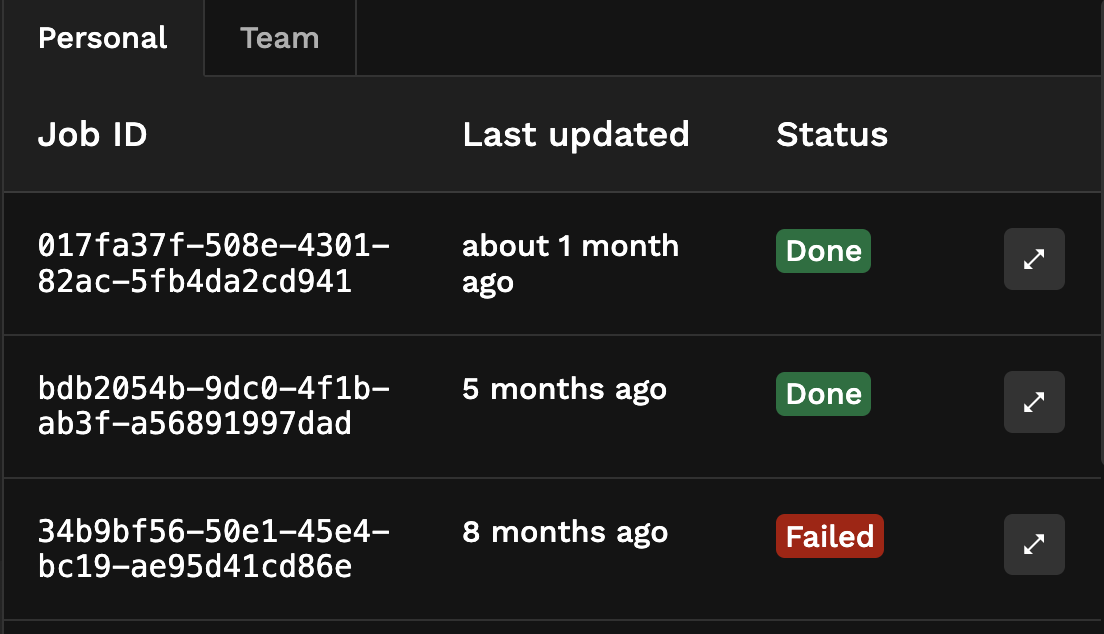 Personal Team
Job ID Last updated Status
017fa37f-508e-4301- about 1 month Done
82ac-5fb4da2cd941 ago
bdb2054b-9dc0-4f1b- 5 months ago Done
ab3f-a56891997dad
34b9bf56-50e1-45e4- 8 months ago Failed
bc19-ae95d41cd86e